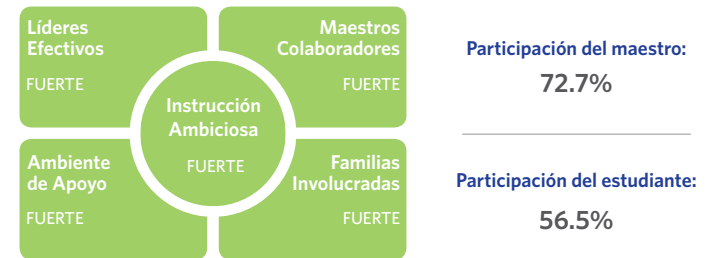 Líderes
Efectivos
FUERTE
Maestros
Colaboradores
FUERTE
Instrucción
Ambiciosa
FUERTE
Ambiente
de Apoyo
FUERTE
Familias
Involucradas
FUERTE
Participación del maestro:
72.7%
Participación del estudiante:
56.5%